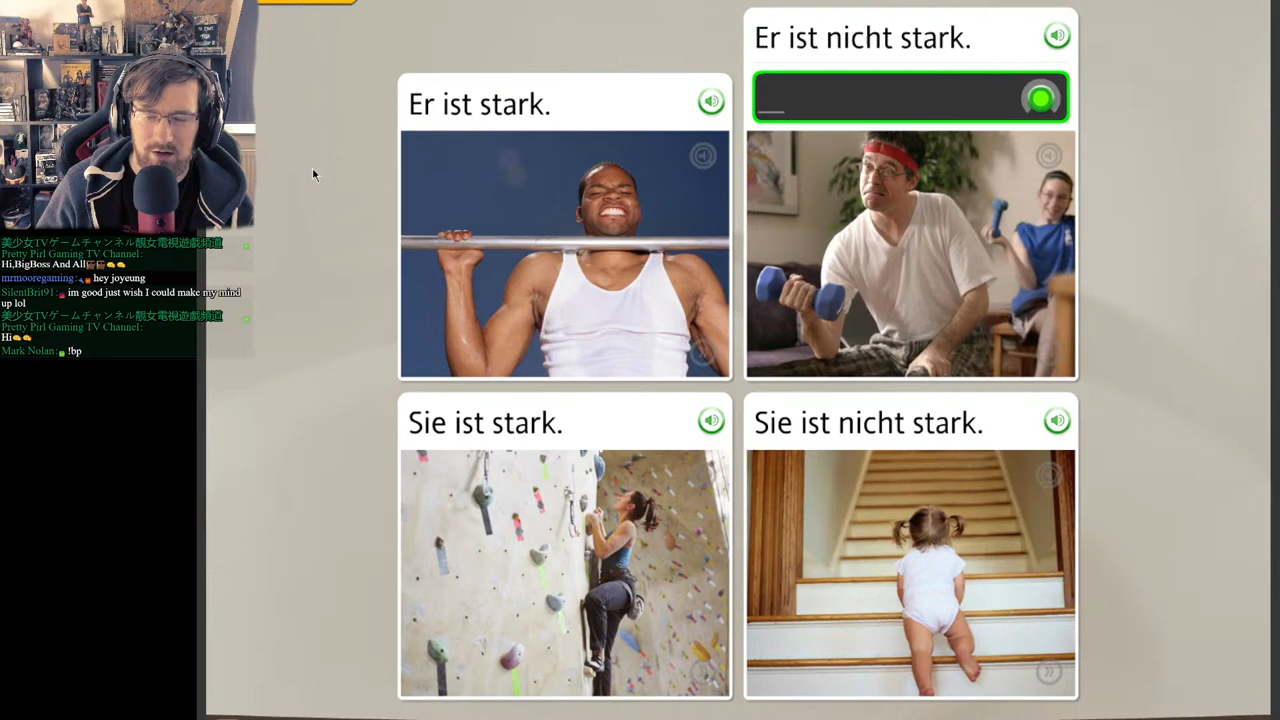 Er ist nicht stark.
Er ist stark.
Sie ist stark.
Sie ist nicht stark.
美少女TVゲームチャンネル靚女電視遊戲頻道
Pretty Pirl Gaming TV Channel:
Hi,BigBoss And All
mrmooregaming: hey joyeung
SilentBrit91: im good just wish I could make my mind
up lol
美少女TVゲームチャンネル靚女電視遊戲頻道
Pretty Pirl Gaming TV Channel:
Hi
Mark Nolan: !bp